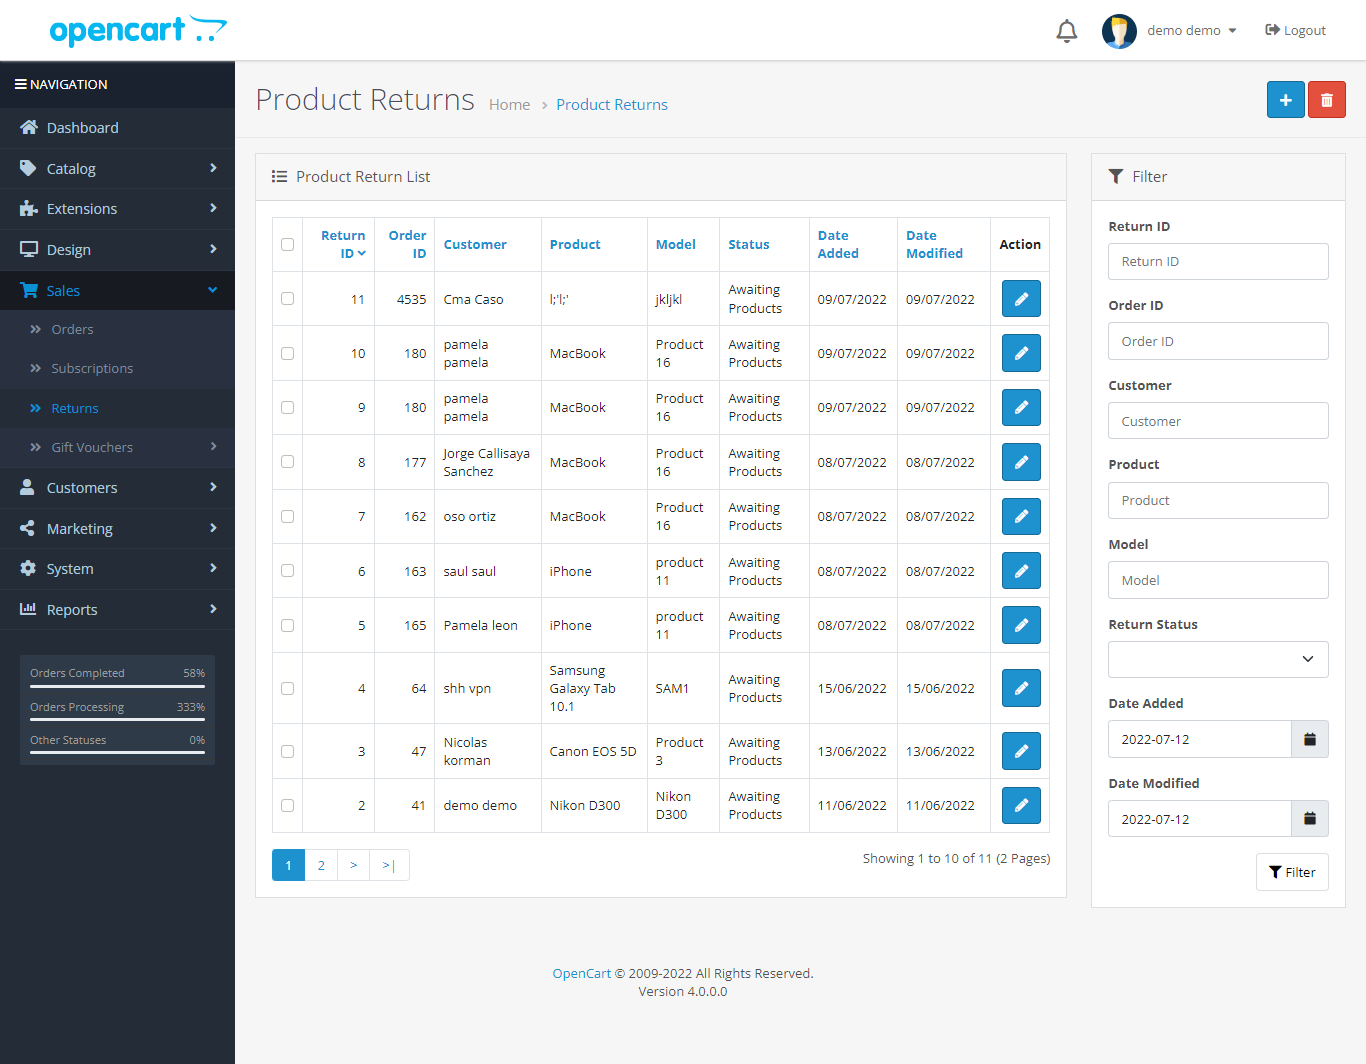 opencart
demo demo
Logout
NAVIGATION
Dashboard
Catalog
Extensions
Design
Sales
Orders
Subscriptions
Returns
Gift Vouchers
Customers
Marketing
System
Reports
Orders Completed 58%
Orders Processing 333%
Other Statuses 0%
Product Returns Home › Product Returns
Product Return List
Return ID Order ID Customer Product Model Status Date Added Date Modified Action
11 4535 Cma Caso l;'l;' jkljkl Awaiting Products 09/07/2022 09/07/2022
10 180 pamela pamela MacBook Product 16 Awaiting Products 09/07/2022 09/07/2022
9 180 pamela pamela MacBook Product 16 Awaiting Products 09/07/2022 09/07/2022
8 177 Jorge Callisaya Sanchez MacBook Product 16 Awaiting Products 08/07/2022 08/07/2022
7 162 oso ortiz MacBook Product 16 Awaiting Products 08/07/2022 08/07/2022
6 163 saul saul iPhone product 11 Awaiting Products 08/07/2022 08/07/2022
5 165 Pamela leon iPhone product 11 Awaiting Products 08/07/2022 08/07/2022
4 64 shh vpn Samsung Galaxy Tab 10.1 SAM1 Awaiting Products 15/06/2022 15/06/2022
3 47 Nicolas korman Canon EOS 5D Product 3 Awaiting Products 13/06/2022 13/06/2022
2 41 demo demo Nikon D300 Nikon D300 Awaiting Products 11/06/2022 11/06/2022
1 2 > >|
Showing 1 to 10 of 11 (2 Pages)
Filter
Return ID
Return ID
Order ID
Order ID
Customer
Customer
Product
Product
Model
Model
Return Status
Date Added
2022-07-12
Date Modified
2022-07-12
Filter
OpenCart © 2009-2022 All Rights Reserved.
Version 4.0.0.0